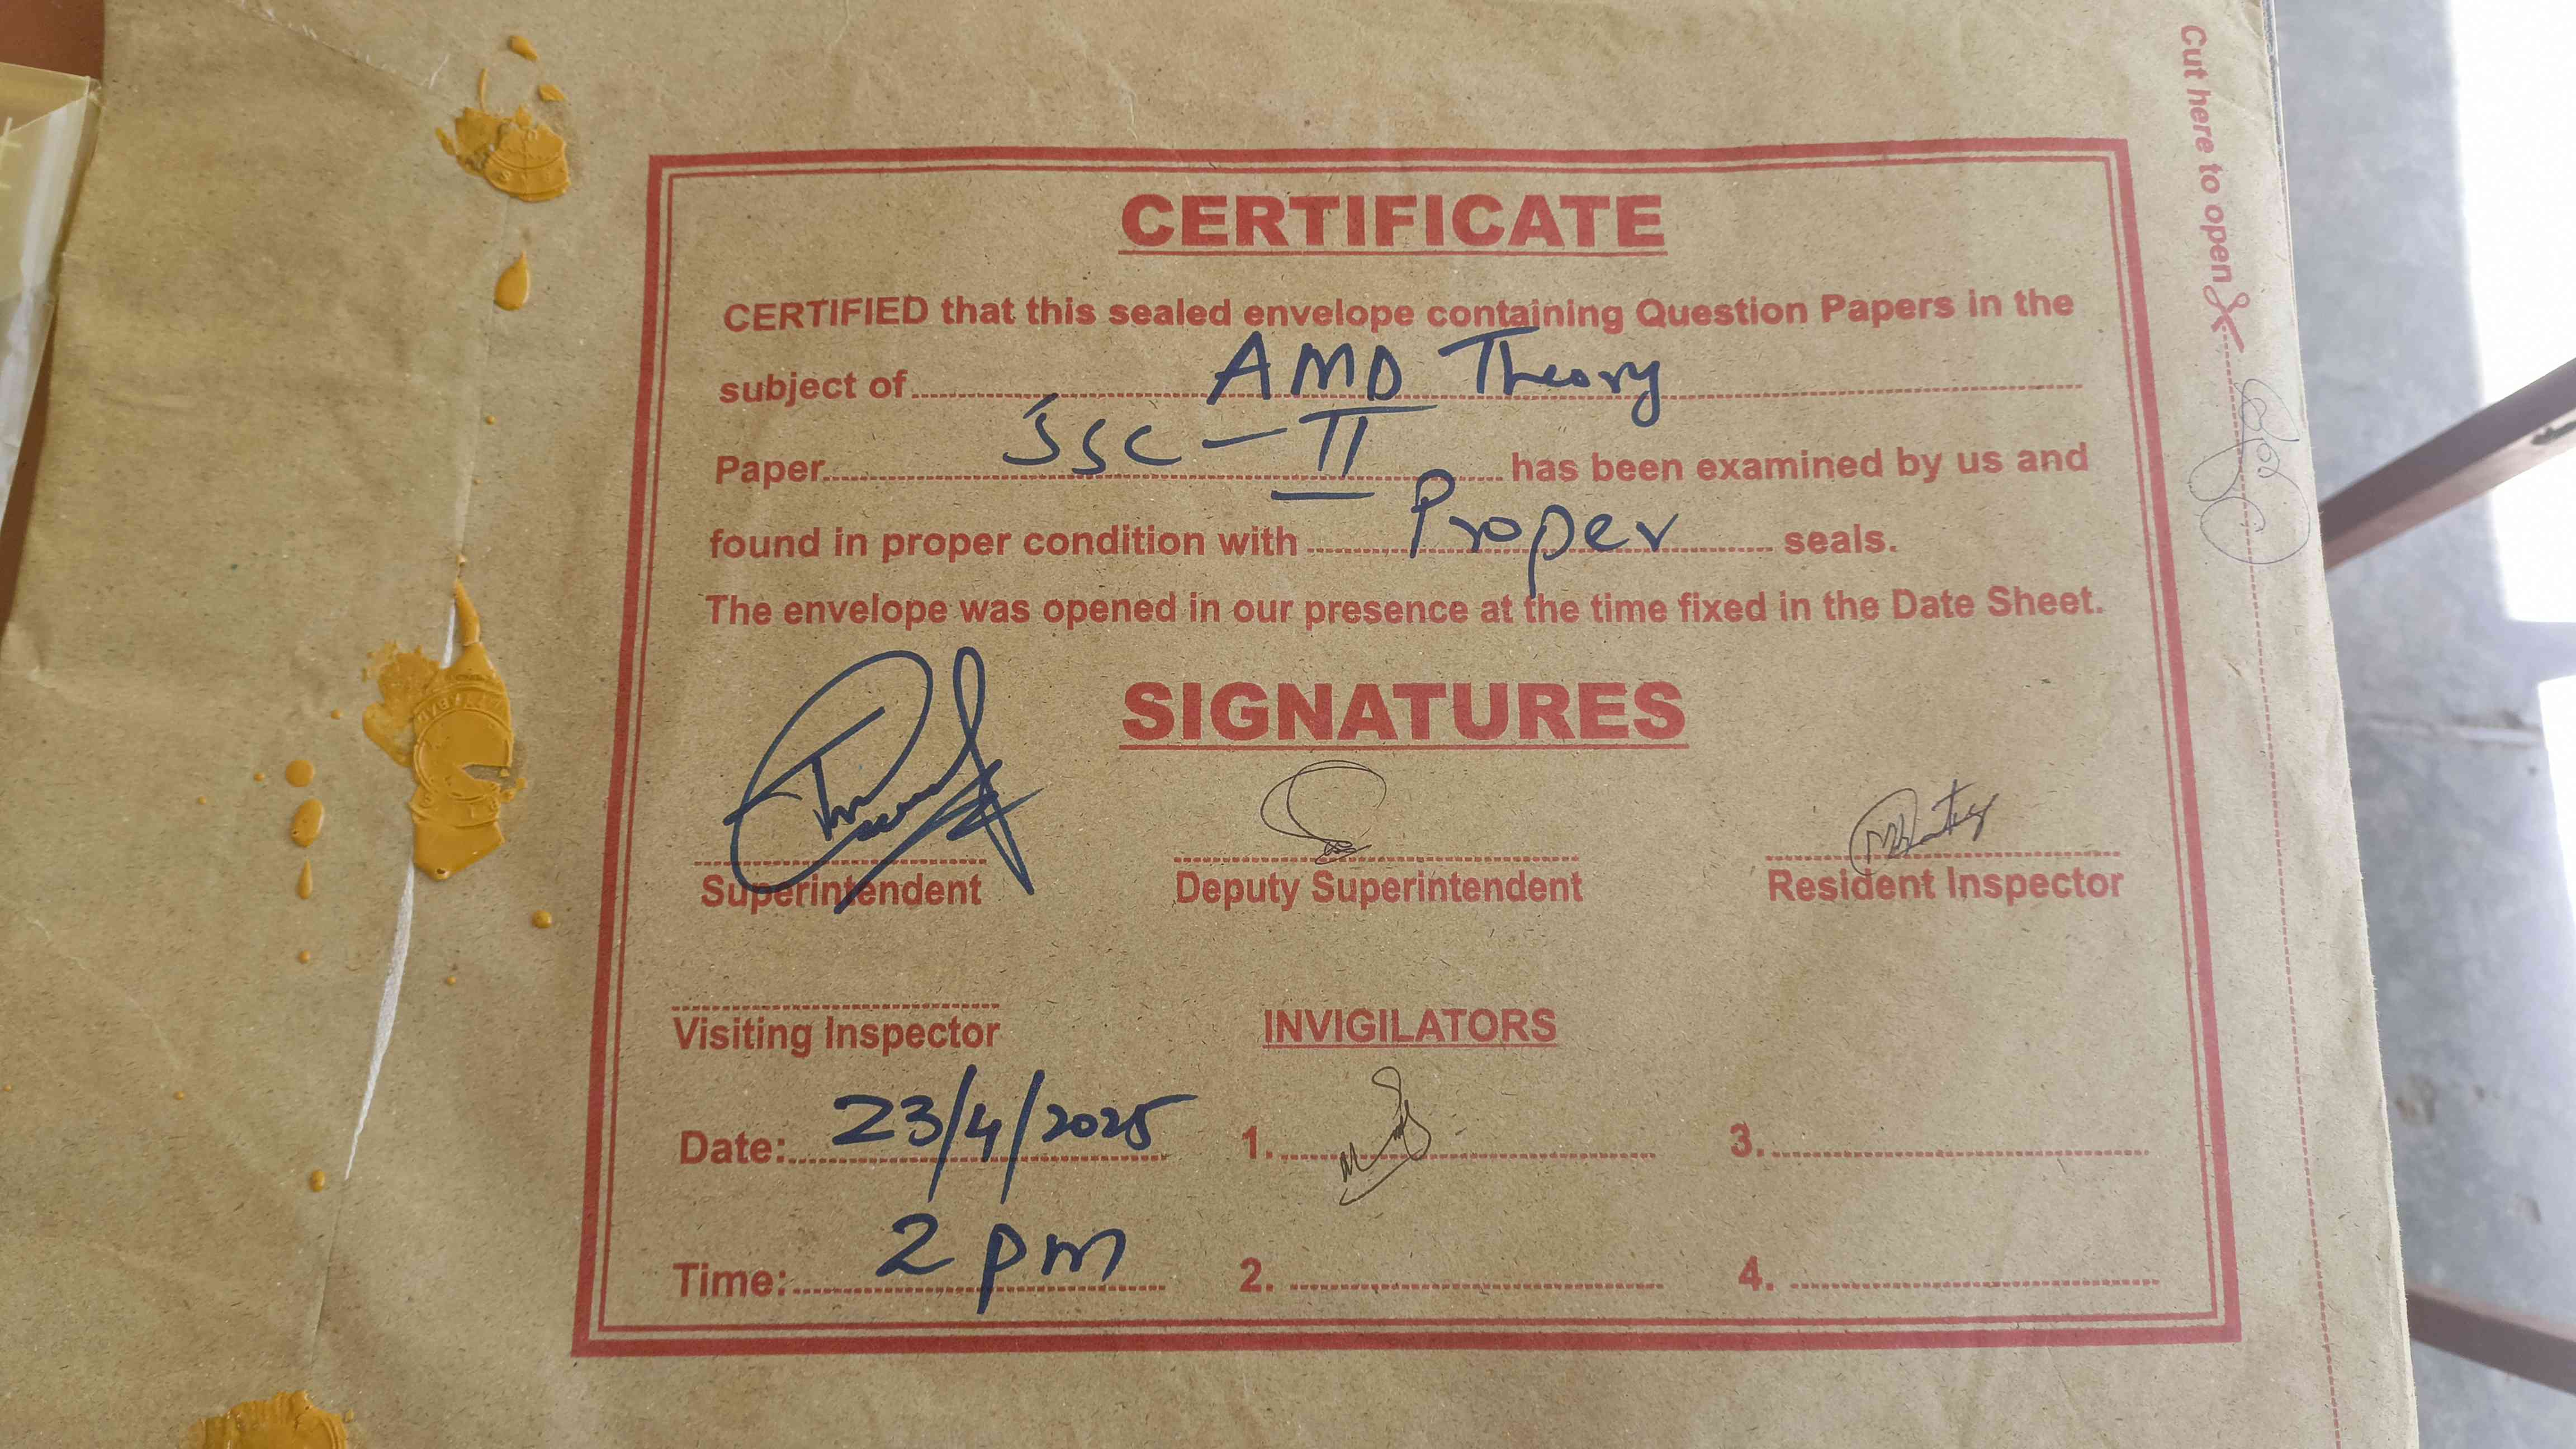 Cut here to open
CERTIFICATE
CERTIFIED that this sealed envelope containing Question Papers in the
subject of AMD Theory
Paper SSC - II has been examined by us and
found in proper condition with Proper seals.
The envelope was opened in our presence at the time fixed in the Date Sheet.
SIGNATURES
Superintendent Deputy Superintendent Resident Inspector
Visiting Inspector INVIGILATORS
Date: 23/4/2025 1. 3.
Time: 2 pm 2. 4.